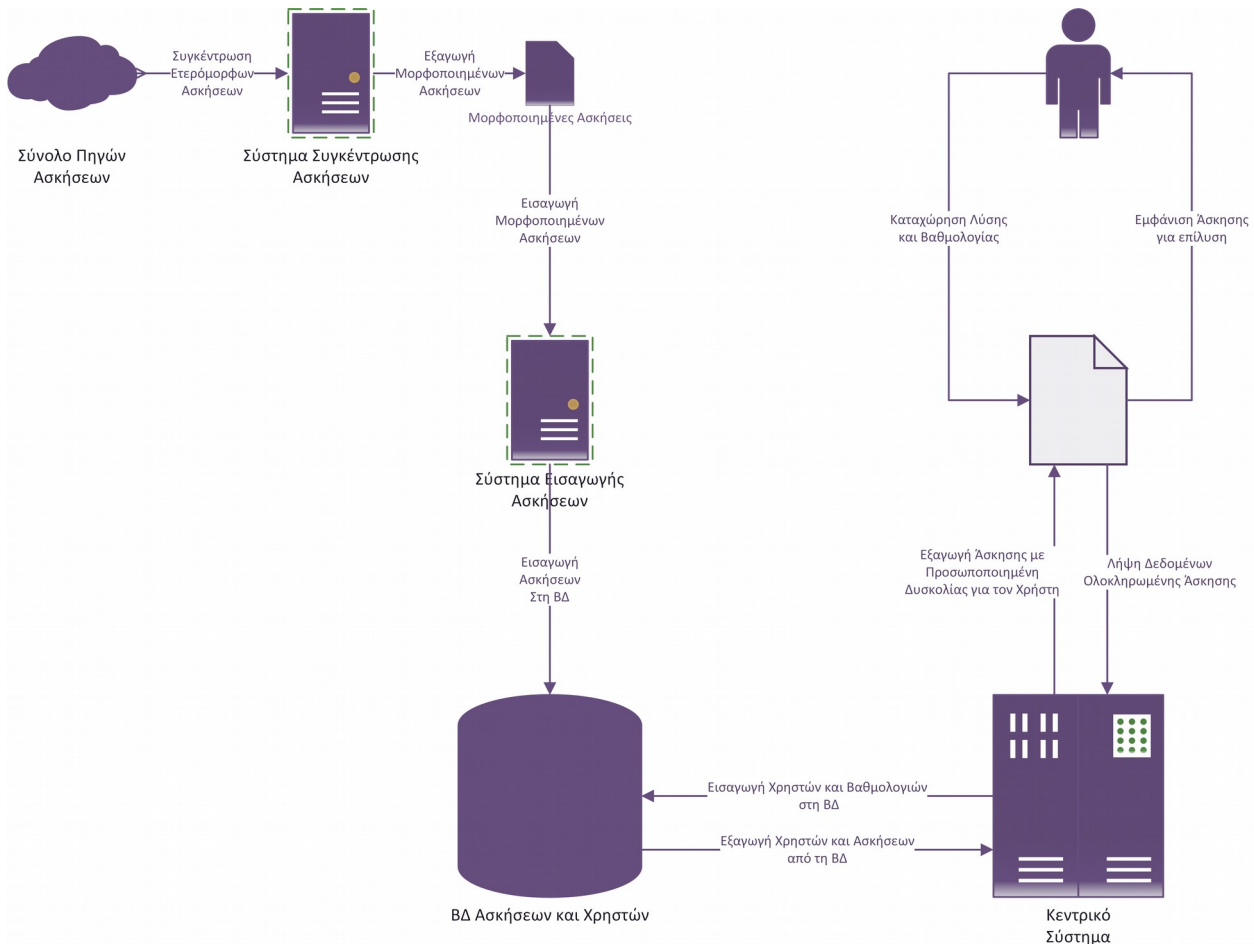 Συγκέντρωση
Ετερόμορφων
Ασκήσεων
Εξαγωγή
Μορφοποιημένων
Ασκήσεων
Μορφοποιημένες Ασκήσεις
Σύνολο Πηγών
Ασκήσεων
Σύστημα Συγκέντρωσης
Ασκήσεων
Εισαγωγή
Μορφοποιημένων
Ασκήσεων
Καταχώρηση Λύσης
και Βαθμολογίας
Εμφάνιση Άσκησης
για επίλυση
Σύστημα Εισαγωγής
Ασκήσεων
Εισαγωγή
Ασκήσεων
Στη ΒΔ
Εξαγωγή Άσκησης με
Προσωποποιημένη
Δυσκολίας για τον Χρήστη
Λήψη Δεδομένων
Ολοκληρωμένης Άσκησης
Εισαγωγή Χρηστών και Βαθμολογιών
στη ΒΔ
Εξαγωγή Χρηστών και Ασκήσεων
από τη ΒΔ
ΒΔ Ασκήσεων και Χρηστών
Κεντρικό
Σύστημα